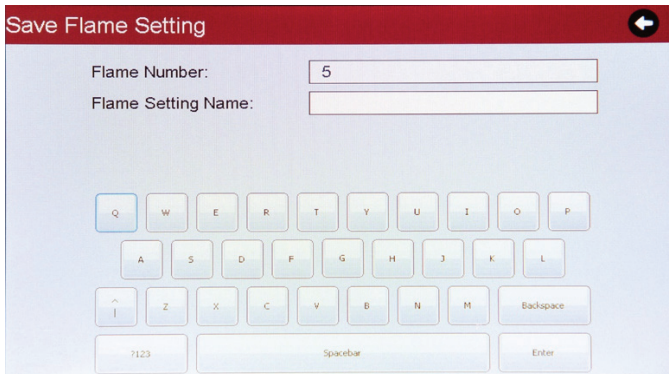 Save Flame Setting
Flame Number: 5
Flame Setting Name:
Q W E R T Y U I O P
A S D F G H J K L
Z X C V B N M Backspace
?123 Spacebar Enter